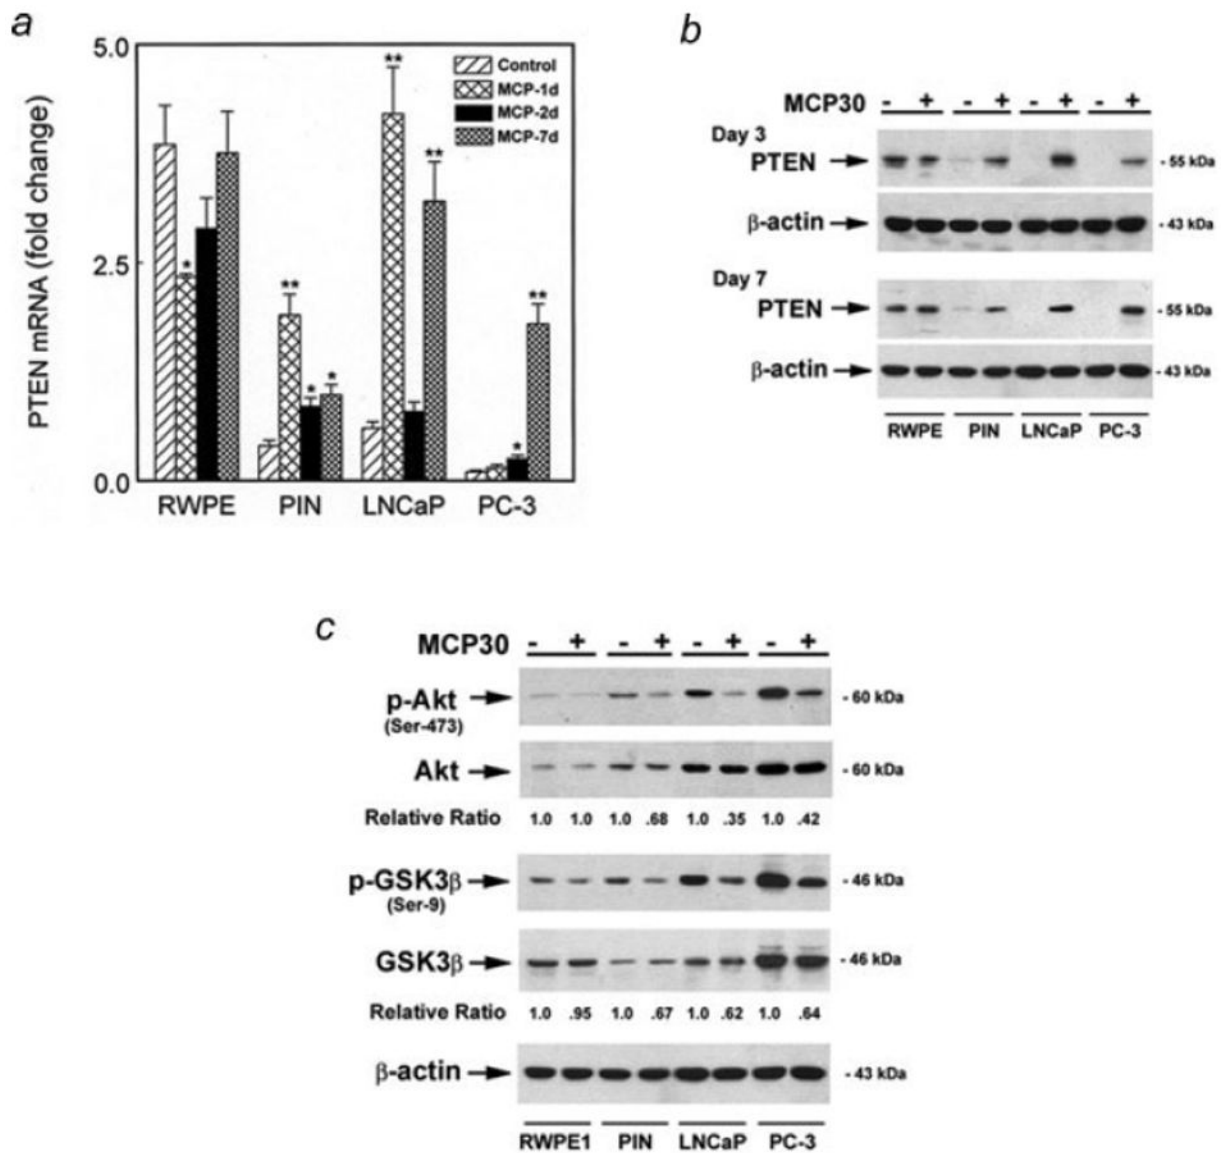 a
PTEN mRNA (fold change)
5.0
2.5
0.0
Control
MCP-1d
MCP-2d
MCP-7d
* ** * * ** ** * **
RWPE PIN LNCaP PC-3
b
MCP30 - + - + - + - +
Day 3
PTEN - 55 kDa
β-actin - 43 kDa
Day 7
PTEN - 55 kDa
β-actin - 43 kDa
RWPE PIN LNCaP PC-3
c
MCP30 - + - + - + - +
p-Akt - 60 kDa
(Ser-473)
Akt - 60 kDa
Relative Ratio 1.0 1.0 1.0 .68 1.0 .35 1.0 .42
p-GSK3β - 46 kDa
(Ser-9)
GSK3β - 46 kDa
Relative Ratio 1.0 .95 1.0 .67 1.0 .62 1.0 .64
β-actin - 43 kDa
RWPE1 PIN LNCaP PC-3